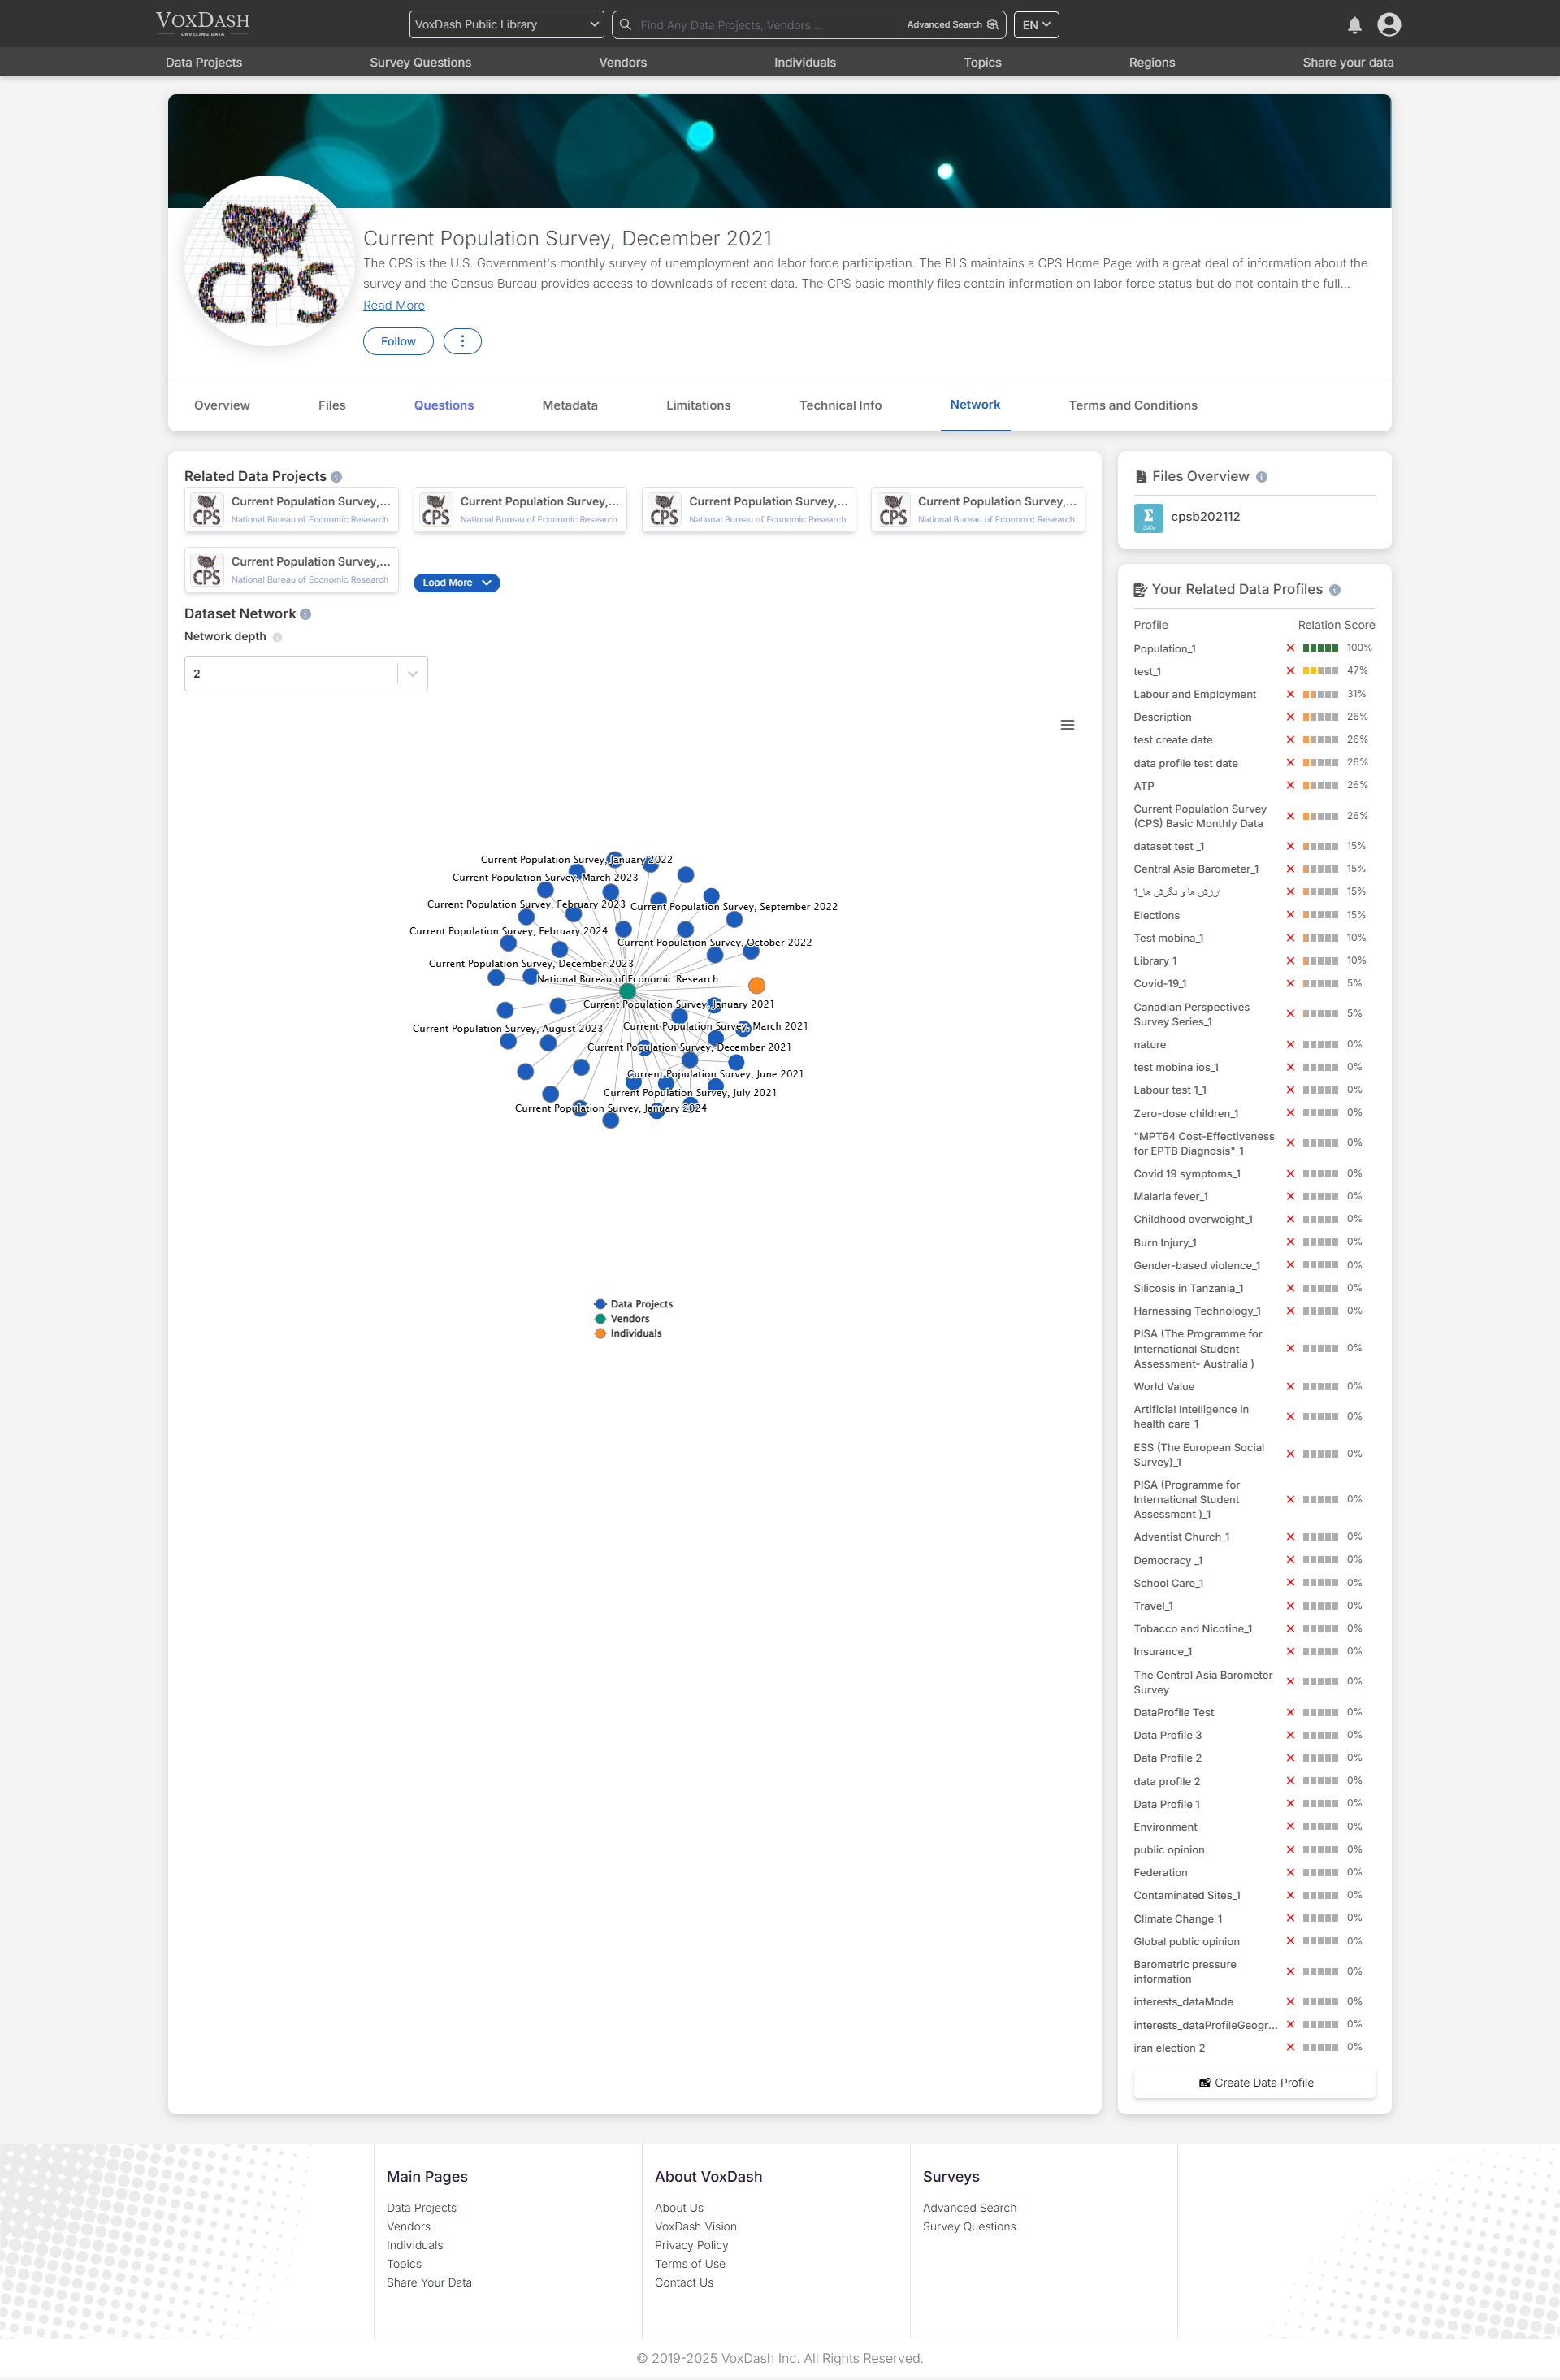 VOXDASH
UNVEILING DATA
VoxDash Public Library
Find Any Data Projects, Vendors ...
Advanced Search
EN
Data Projects
Survey Questions
Vendors
Individuals
Topics
Regions
Share your data
CPS
Current Population Survey, December 2021
The CPS is the U.S. Government's monthly survey of unemployment and labor force participation. The BLS maintains a CPS Home Page with a great deal of information about the
survey and the Census Bureau provides access to downloads of recent data. The CPS basic monthly files contain information on labor force status but do not contain the full...
Read More
Follow
Overview
Files
Questions
Metadata
Limitations
Technical Info
Network
Terms and Conditions
Related Data Projects
CPS
Current Population Survey,...
National Bureau of Economic Research
CPS
Current Population Survey,...
National Bureau of Economic Research
CPS
Current Population Survey,...
National Bureau of Economic Research
CPS
Current Population Survey,...
National Bureau of Economic Research
CPS
Current Population Survey,...
National Bureau of Economic Research
Load More
Dataset Network
Network depth
2
Current Population Survey, January 2022
Current Population Survey, March 2023
Current Population Survey, February 2023
Current Population Survey, September 2022
Current Population Survey, February 2024
Current Population Survey, October 2022
Current Population Survey, December 2023
National Bureau of Economic Research
Current Population Survey, January 2021
Current Population Survey, August 2023
Current Population Survey, March 2021
Current Population Survey, December 2021
Current Population Survey, June 2021
Current Population Survey, July 2021
Current Population Survey, January 2024
Data Projects
Vendors
Individuals
Files Overview
Σ
.SAV
cpsb202112
Your Related Data Profiles
Profile Relation Score
Population_1 100%
test_1 47%
Labour and Employment 31%
Description 26%
test create date 26%
data profile test date 26%
ATP 26%
Current Population Survey
(CPS) Basic Monthly Data 26%
dataset test _1 15%
Central Asia Barometer_1 15%
ارزش ها و نگرش ها_1 15%
Elections 15%
Test mobina_1 10%
Library_1 10%
Covid-19_1 5%
Canadian Perspectives
Survey Series_1 5%
nature 0%
test mobina ios_1 0%
Labour test 1_1 0%
Zero-dose children_1 0%
"MPT64 Cost-Effectiveness
for EPTB Diagnosis"_1 0%
Covid 19 symptoms_1 0%
Malaria fever_1 0%
Childhood overweight_1 0%
Burn Injury_1 0%
Gender-based violence_1 0%
Silicosis in Tanzania_1 0%
Harnessing Technology_1 0%
PISA (The Programme for
International Student 0%
Assessment- Australia )
World Value 0%
Artificial Intelligence in
health care_1 0%
ESS (The European Social
Survey)_1 0%
PISA (Programme for
International Student 0%
Assessment )_1
Adventist Church_1 0%
Democracy _1 0%
School Care_1 0%
Travel_1 0%
Tobacco and Nicotine_1 0%
Insurance_1 0%
The Central Asia Barometer
Survey 0%
DataProfile Test 0%
Data Profile 3 0%
Data Profile 2 0%
data profile 2 0%
Data Profile 1 0%
Environment 0%
public opinion 0%
Federation 0%
Contaminated Sites_1 0%
Climate Change_1 0%
Global public opinion 0%
Barometric pressure
information 0%
interests_dataMode 0%
interests_dataProfileGeogr... 0%
iran election 2 0%
Create Data Profile
Main Pages
Data Projects
Vendors
Individuals
Topics
Share Your Data
About VoxDash
About Us
VoxDash Vision
Privacy Policy
Terms of Use
Contact Us
Surveys
Advanced Search
Survey Questions
© 2019-2025 VoxDash Inc. All Rights Reserved.